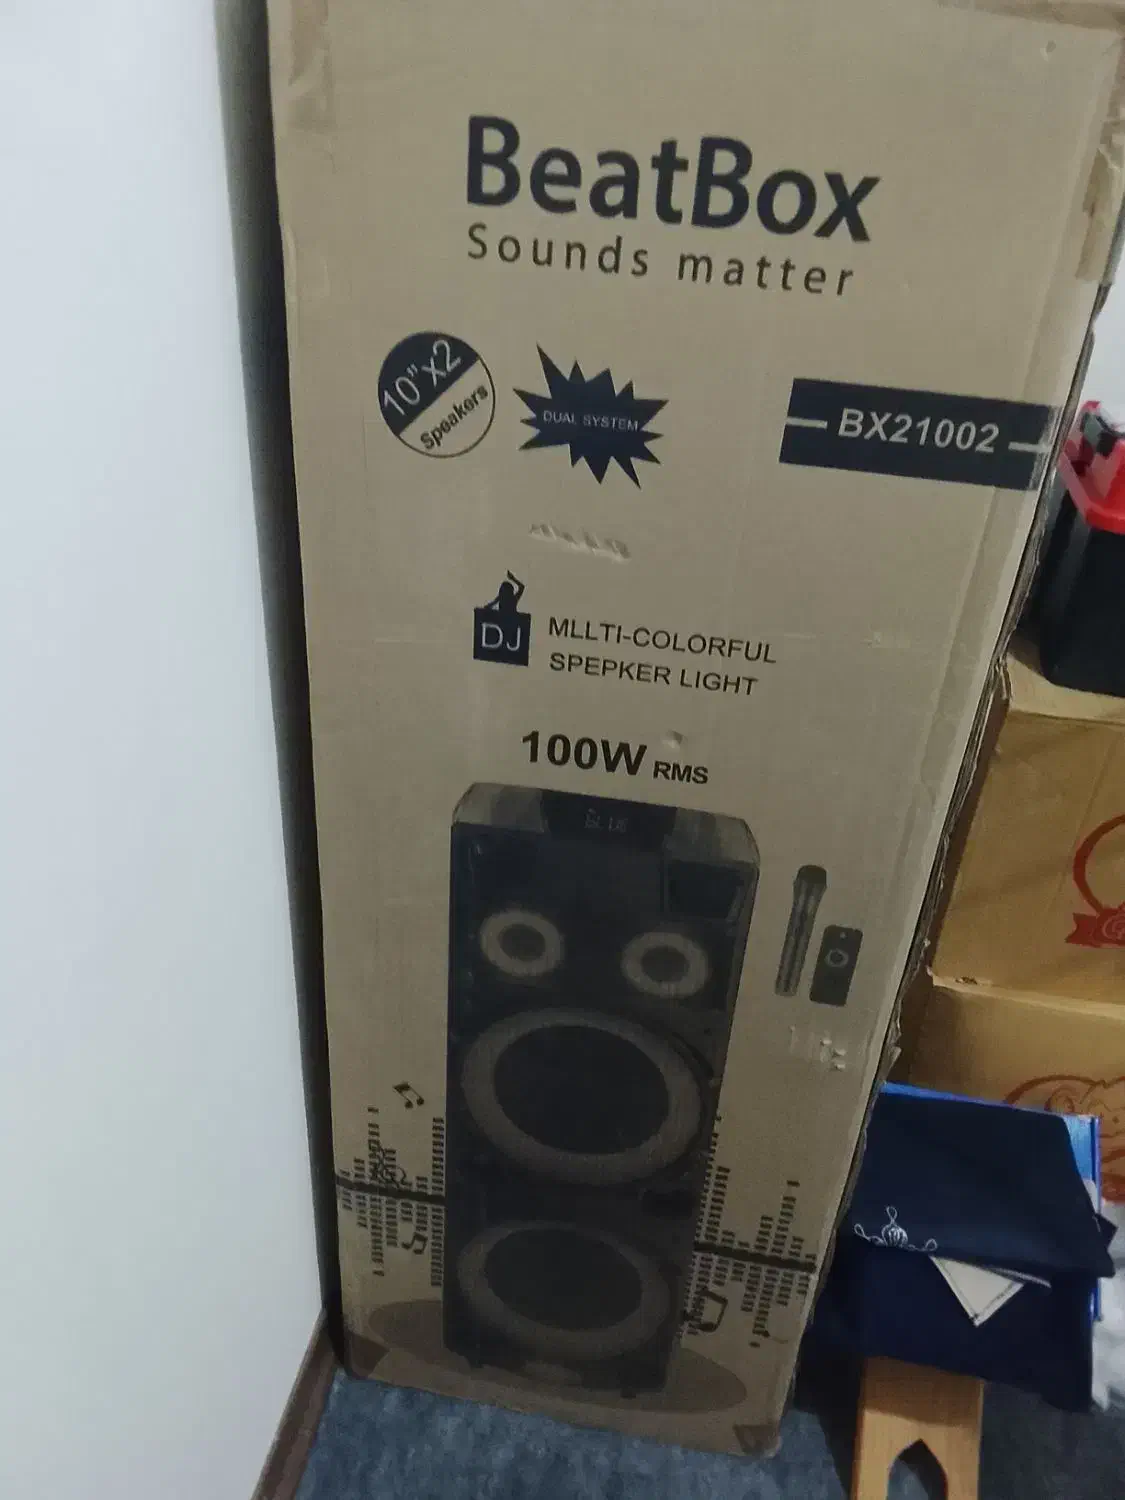 BeatBox
Sounds matter
10"x2
Speakers
DUAL SYSTEM
BX21002
DJ
MLLTI-COLORFUL
SPEPKER LIGHT
100W RMS